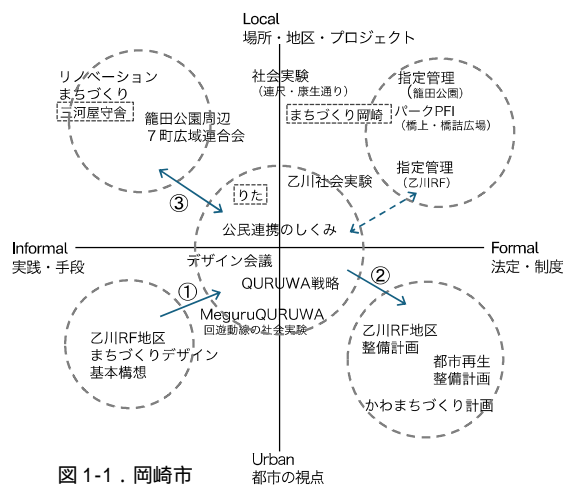 Local
場所・地区・プロジェクト
リノベーション
まちづくり
三河屋守舎
籠田公園周辺
7町広域連合会
社会実験
（連尺・康生通り）
まちづくり岡崎
指定管理
（籠田公園）
パークPFI
（橋上・橋詰広場）
指定管理
（乙川RF）
乙川社会実験
りた
③
公民連携のしくみ
Informal
実践・手段
Formal
法定・制度
デザイン会議
QURUWA戦略
①
②
MeguruQURUWA
回遊動線の社会実験
乙川RF地区
まちづくりデザイン
基本構想
乙川RF地区
整備計画
都市再生
整備計画
かわまちづくり計画
Urban
都市の視点
図1-1．岡崎市